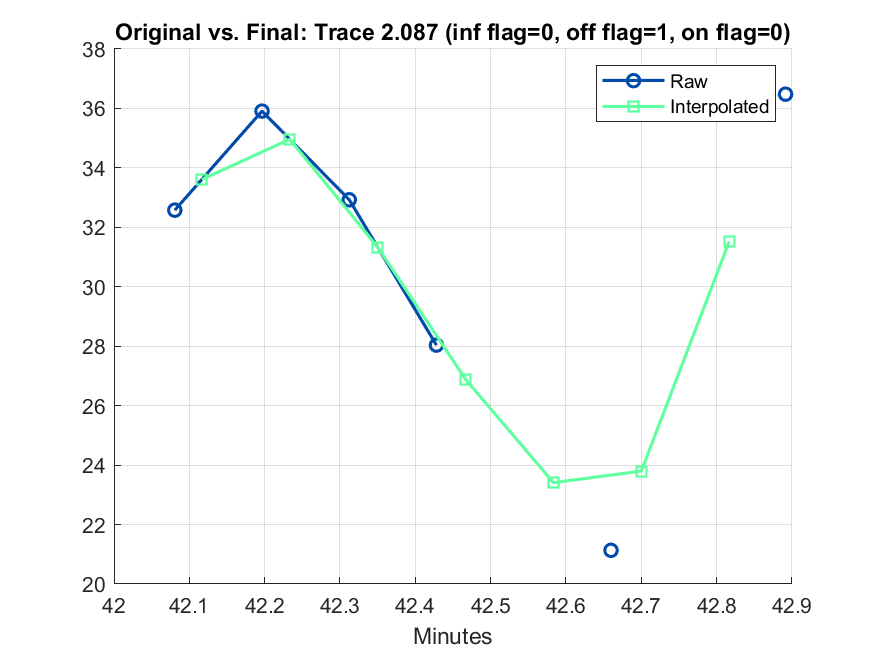 Original vs. Final: Trace 2.087 (inf flag=0, off flag=1, on flag=0)
38
36
34
32
30
28
26
24
22
20
Raw
Interpolated
42 42.1 42.2 42.3 42.4 42.5 42.6 42.7 42.8 42.9
Minutes